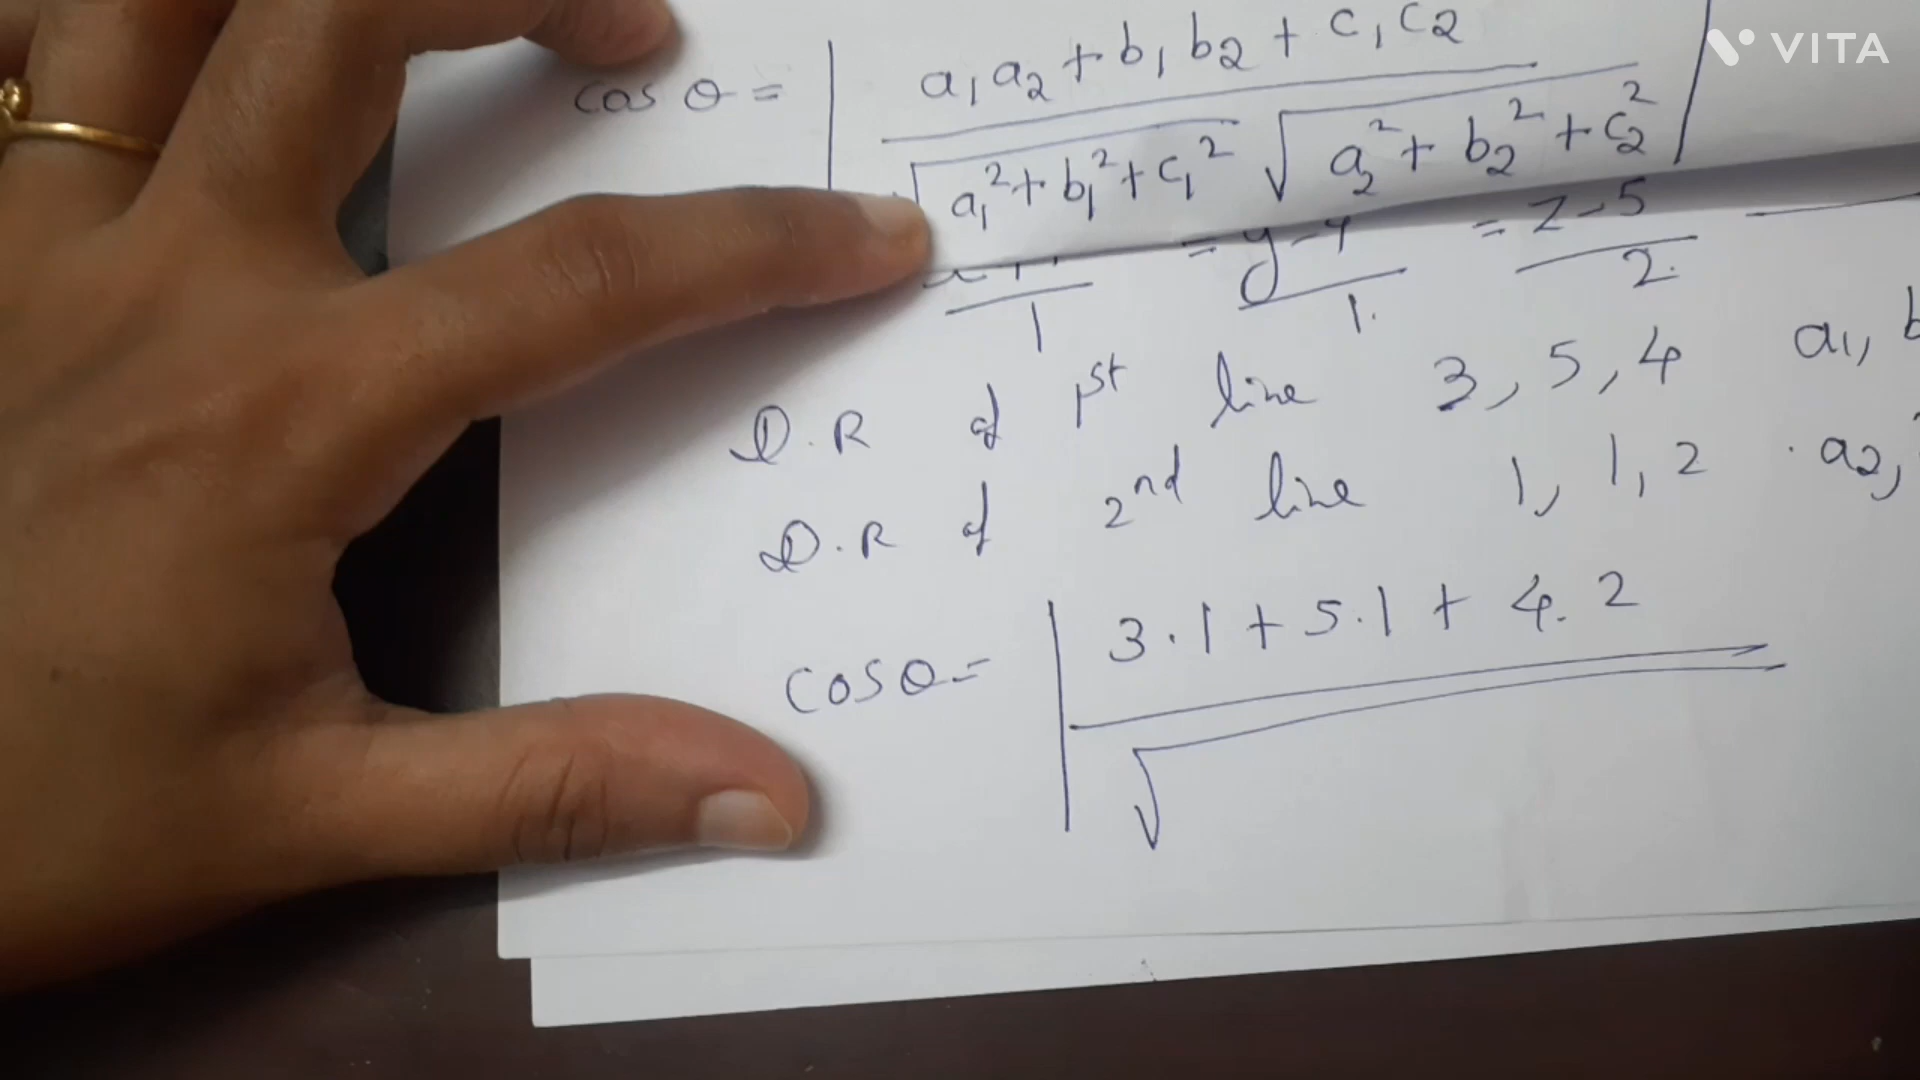 VITA
cos θ = | a₁a₂ + b₁b₂ + c₁c₂ / √a₁² + b₁² + c₁² √a₂² + b₂² + c₂² |
/1 = y-4/1. = z-5/2.
D.R of 1st line 3, 5, 4 a₁, b
D.R of 2nd line 1, 1, 2 . a₂,
cos θ = | 3.1 + 5.1 + 4.2 / √